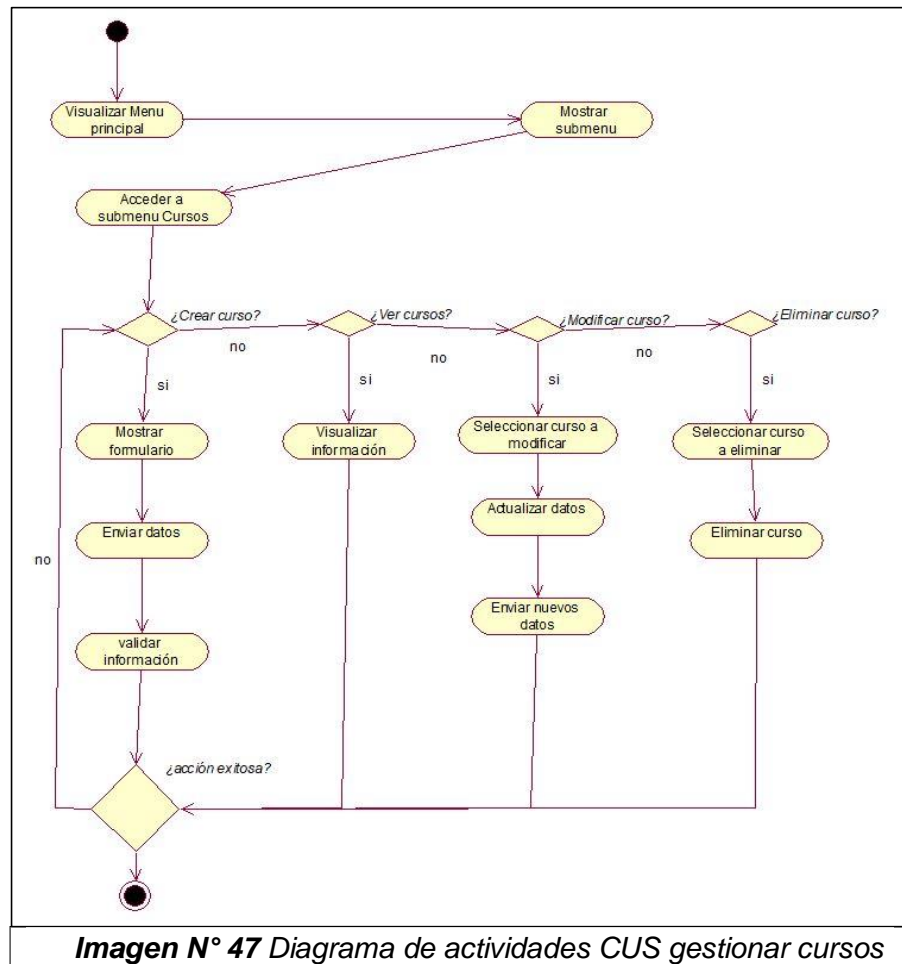 Visualizar Menu
principal
Mostrar
submenu
Acceder a
submenu Cursos
¿Crear curso?
¿Ver cursos?
¿Modificar curso?
¿Eliminar curso?
no
no
no
si
si
si
si
Mostrar
formulario
Visualizar
información
Seleccionar curso a
modificar
Seleccionar curso
a eliminar
Enviar datos
Actualizar datos
Eliminar curso
no
Enviar nuevos
datos
validar
información
¿acción exitosa?
Imagen N° 47 Diagrama de actividades CUS gestionar cursos